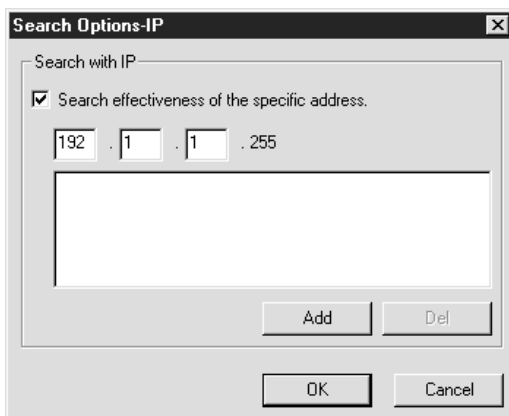 Search Options-IP
Search with IP
Search effectiveness of the specific address.
192 . 1 . 1 . 255
Add Del
OK Cancel